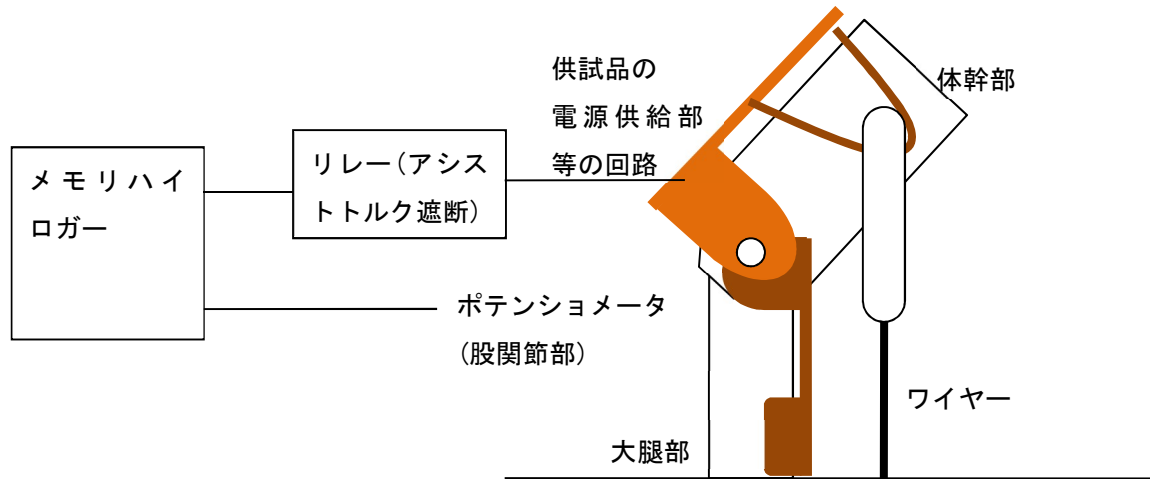 供試品の
電源供給部
等の回路
体幹部
リレー（アシス
トトルク遮断）
メモリハイ
ロガー
ポテンショメータ
（股関節部）
ワイヤー
大腿部